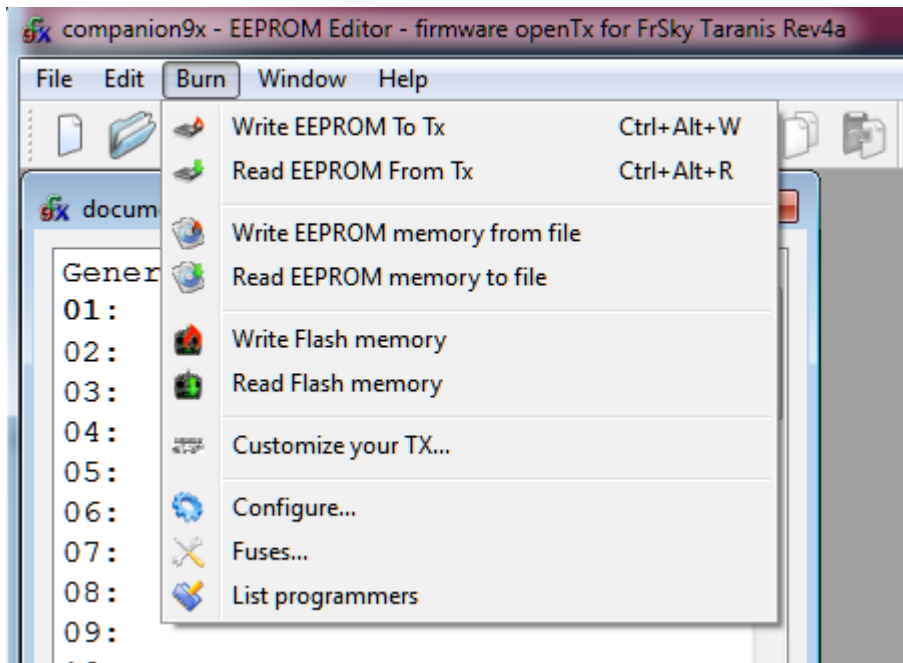 companion9x - EEPROM Editor - firmware openTx for FrSky Taranis Rev4a
File Edit Burn Window Help
Write EEPROM To Tx Ctrl+Alt+W
Read EEPROM From Tx Ctrl+Alt+R
docum
Write EEPROM memory from file
Gener
Read EEPROM memory to file
01:
02:
Write Flash memory
03:
Read Flash memory
04:
Customize your TX...
05:
06:
Configure...
07:
Fuses...
08:
List programmers
09: